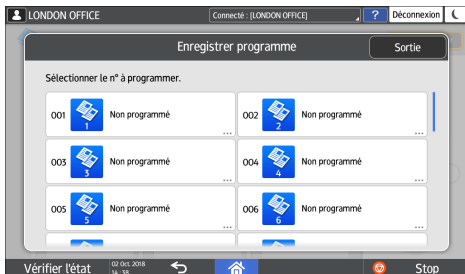 LONDON OFFICE
Connecté : [LONDON OFFICE]
?
Déconnexion
Enregistrer programme
Sortie
Sélectionner le n° à programmer.
001 1 Non programmé ...
002 2 Non programmé ...
003 3 Non programmé ...
004 4 Non programmé ...
005 5 Non programmé ...
006 6 Non programmé ...
Vérifier l'état
02 Oct. 2018
14 : 38
Stop